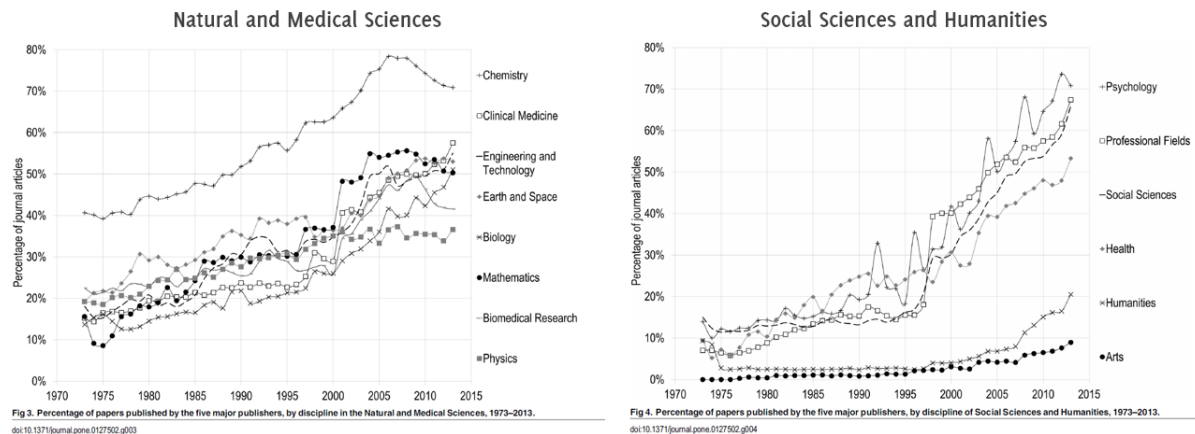 Natural and Medical Sciences
80%
70%
60%
50%
40%
30%
20%
10%
0%
Percentage of journal articles
1970
1975
1980
1985
1990
1995
2000
2005
2010
2015
Chemistry
Clinical Medicine
Engineering and
Technology
Earth and Space
Biology
Mathematics
Biomedical Research
Physics
Fig 3. Percentage of papers published by the five major publishers, by discipline in the Natural and Medical Sciences, 1973–2013.
doi:10.1371/journal.pone.0127502.g003
Social Sciences and Humanities
80%
70%
60%
50%
40%
30%
20%
10%
0%
Percentage of journal articles
1970
1975
1980
1985
1990
1995
2000
2005
2010
2015
Psychology
Professional Fields
Social Sciences
Health
Humanities
Arts
Fig 4. Percentage of papers published by the five major publishers, by discipline of Social Sciences and Humanities, 1973–2013.
doi:10.1371/journal.pone.0127502.g004